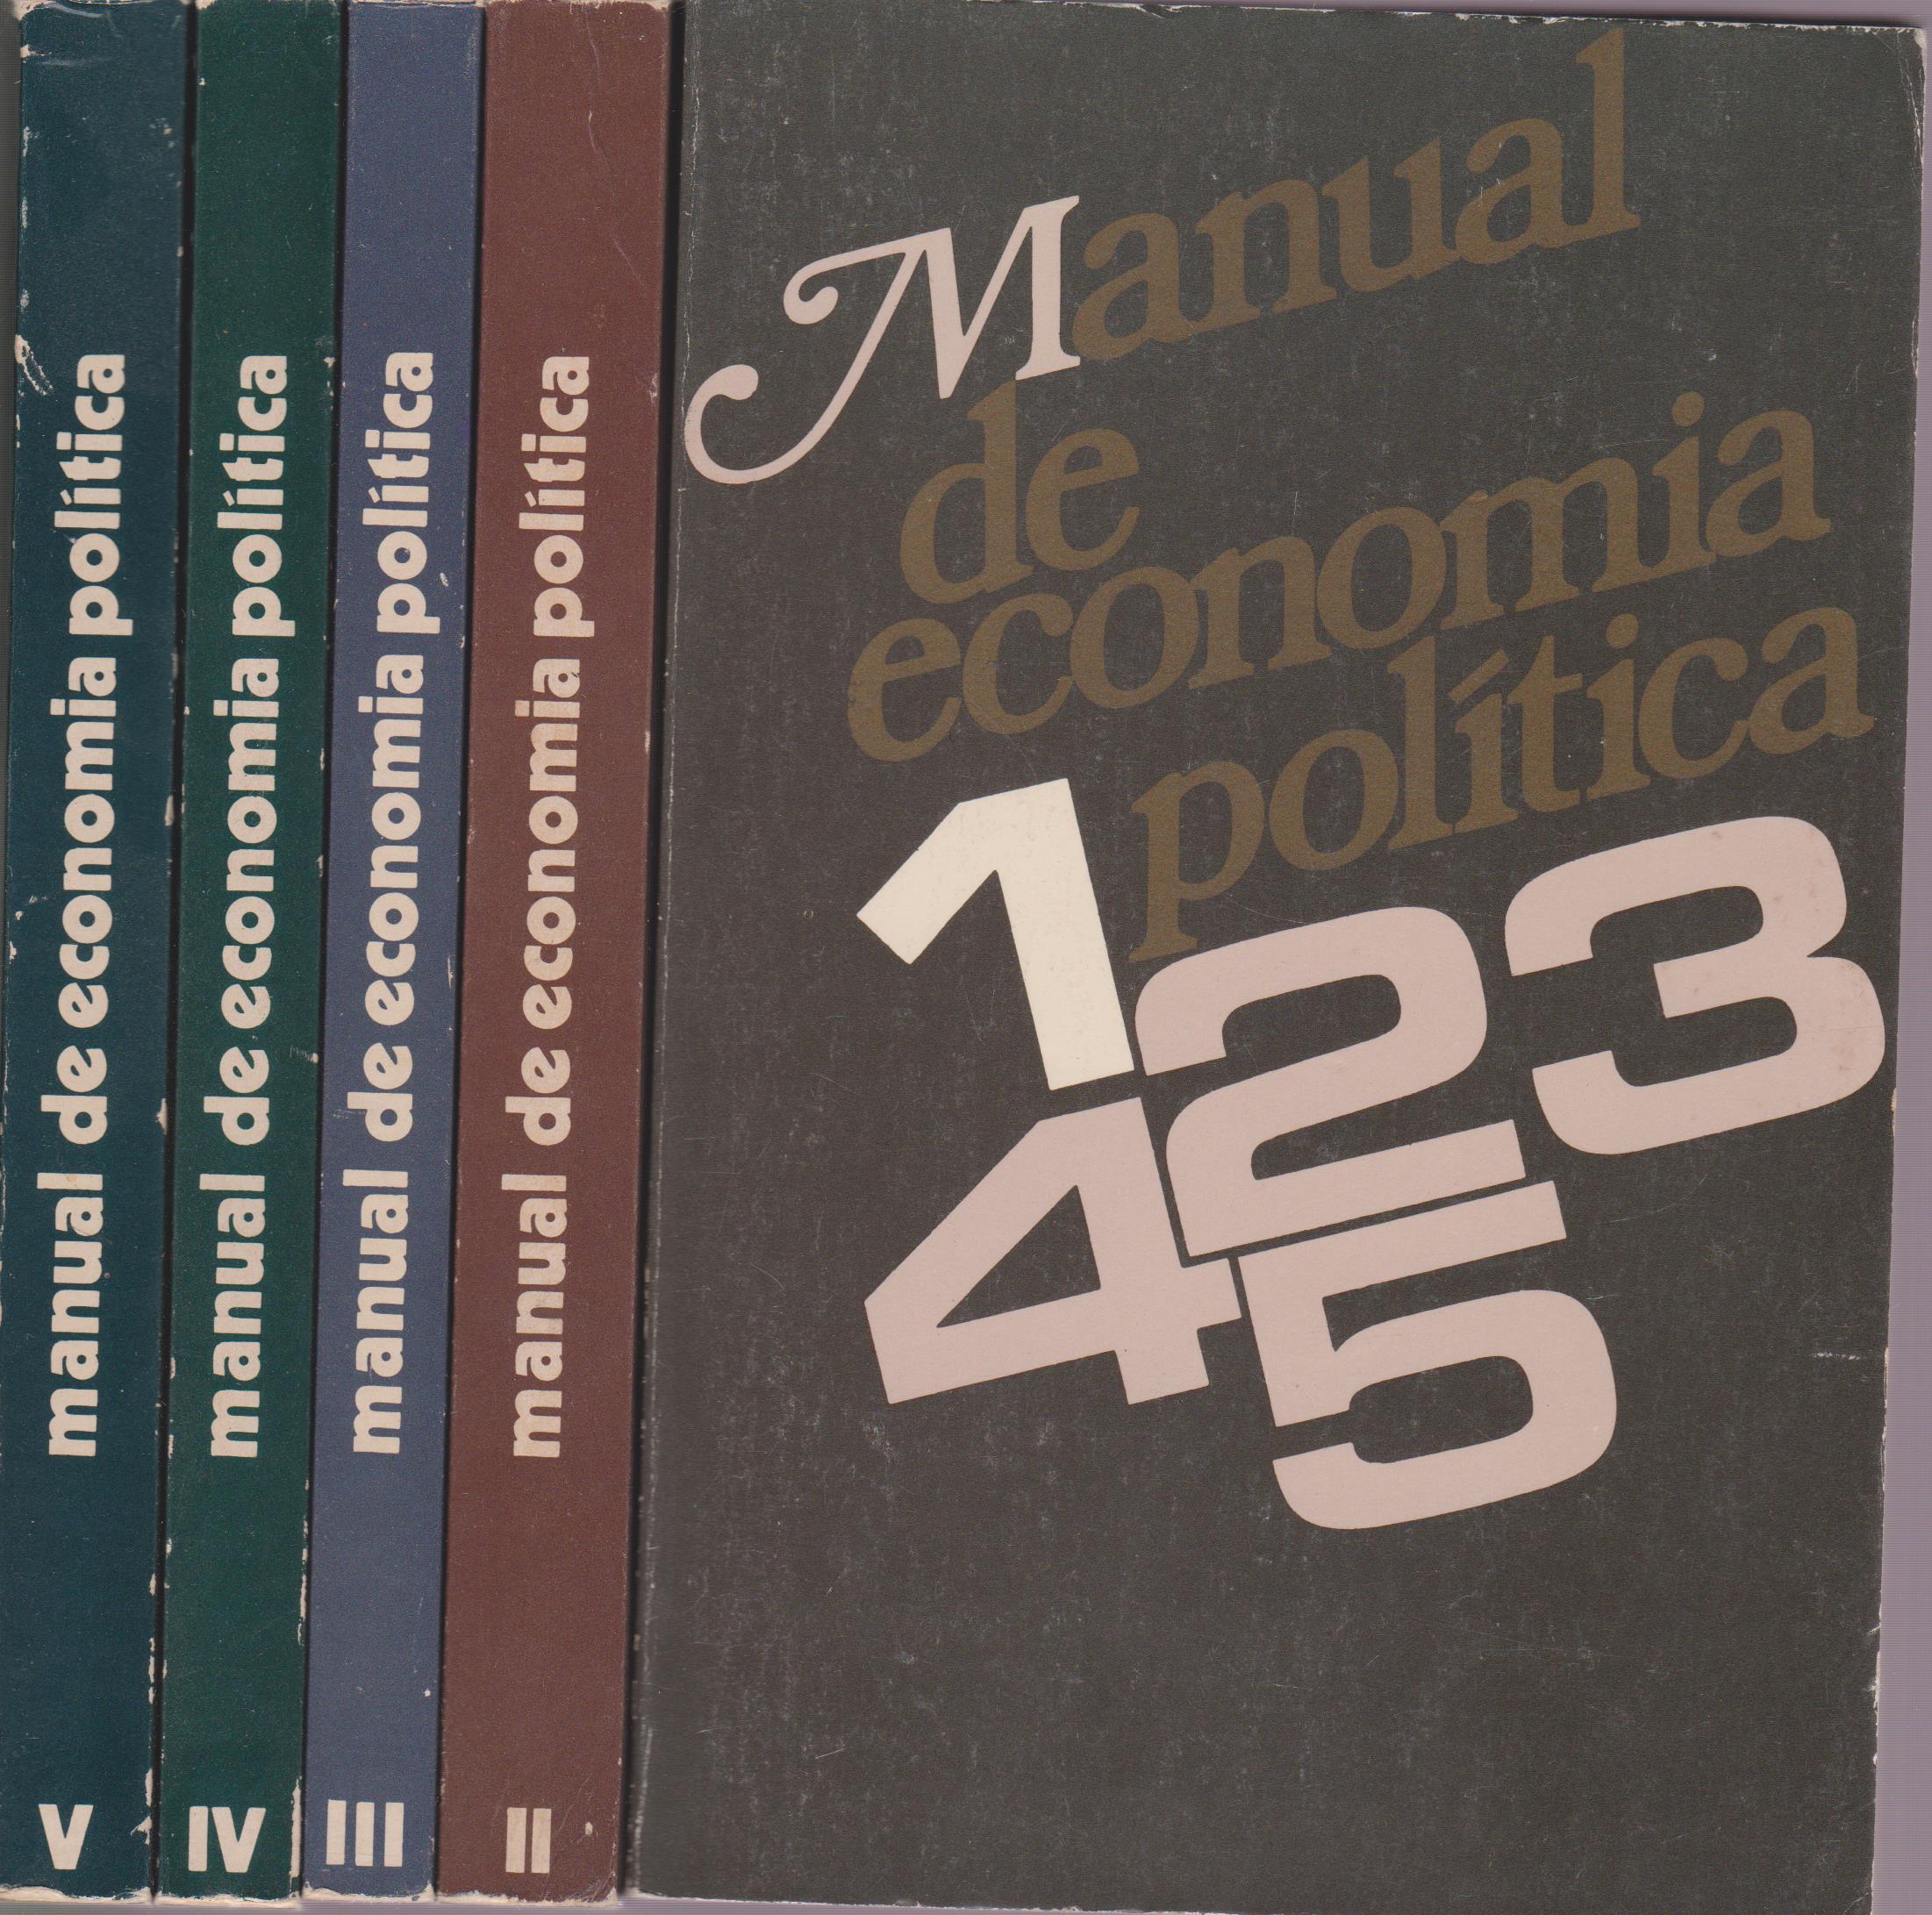 manual de economia política
V
manual de economia política
IV
manual de economia política
III
manual de economia política
II
Manual
de
economia
política
1
2 3
4 5